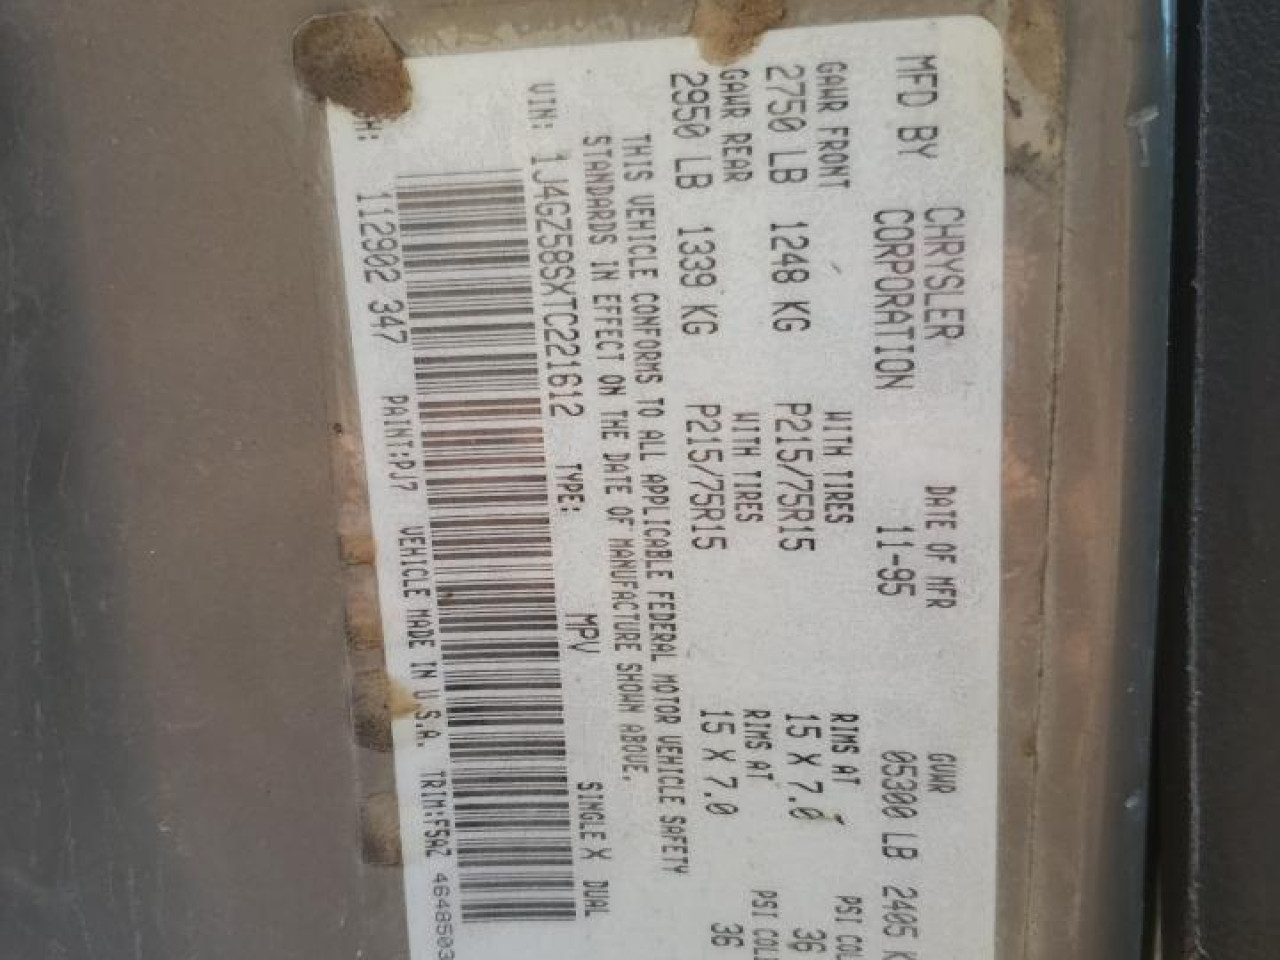 MFD BY CHRYSLER CORPORATION DATE OF MFR 11-95 GVWR 05300 LB 2405 K
GAWR FRONT WITH TIRES RIMS AT PSI COL
2750 LB 1248 KG P215/75R15 15 X 7.0 36
GAWR REAR WITH TIRES RIMS AT PSI COLD
2950 LB 1339 KG P215/75R15 15 X 7.0 36
THIS VEHICLE CONFORMS TO ALL APPLICABLE FEDERAL MOTOR VEHICLE SAFETY
STANDARDS IN EFFECT ON THE DATE OF MANUFACTURE SHOWN ABOVE.
VIN: 1J4GZ58SXTC221612 TYPE: MPV SINGLE X DUAL
H: 112902 347 PAINT:PJ7 VEHICLE MADE IN U.S.A. TRIM:F5AZ 4648503